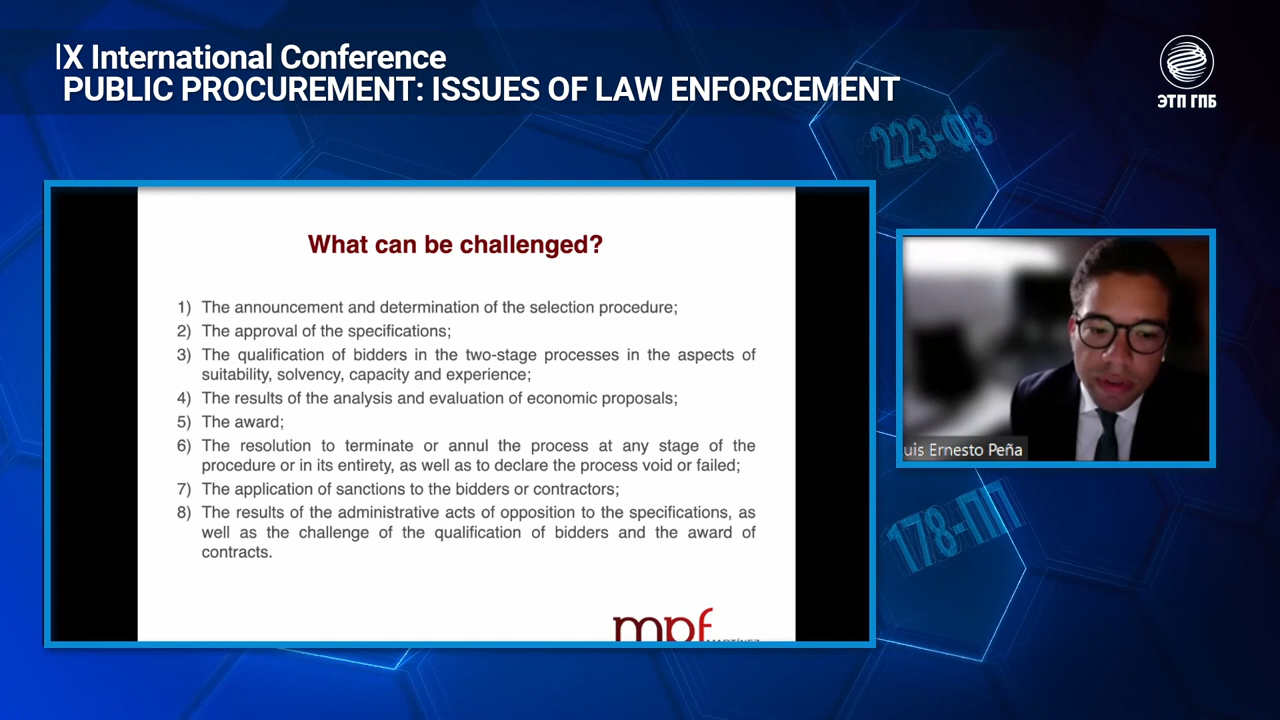 IX International Conference
PUBLIC PROCUREMENT: ISSUES OF LAW ENFORCEMENT
ЭТП ГПБ
223-ФЗ
What can be challenged?
1) The announcement and determination of the selection procedure;
2) The approval of the specifications;
3) The qualification of bidders in the two-stage processes in the aspects of
suitability, solvency, capacity and experience;
4) The results of the analysis and evaluation of economic proposals;
5) The award;
6) The resolution to terminate or annul the process at any stage of the
procedure or in its entirety, as well as to declare the process void or failed;
7) The application of sanctions to the bidders or contractors;
8) The results of the administrative acts of opposition to the specifications, as
well as the challenge of the qualification of bidders and the award of
contracts.
mpf
MARTÍNEZ
uis Ernesto Peña
178-ПП